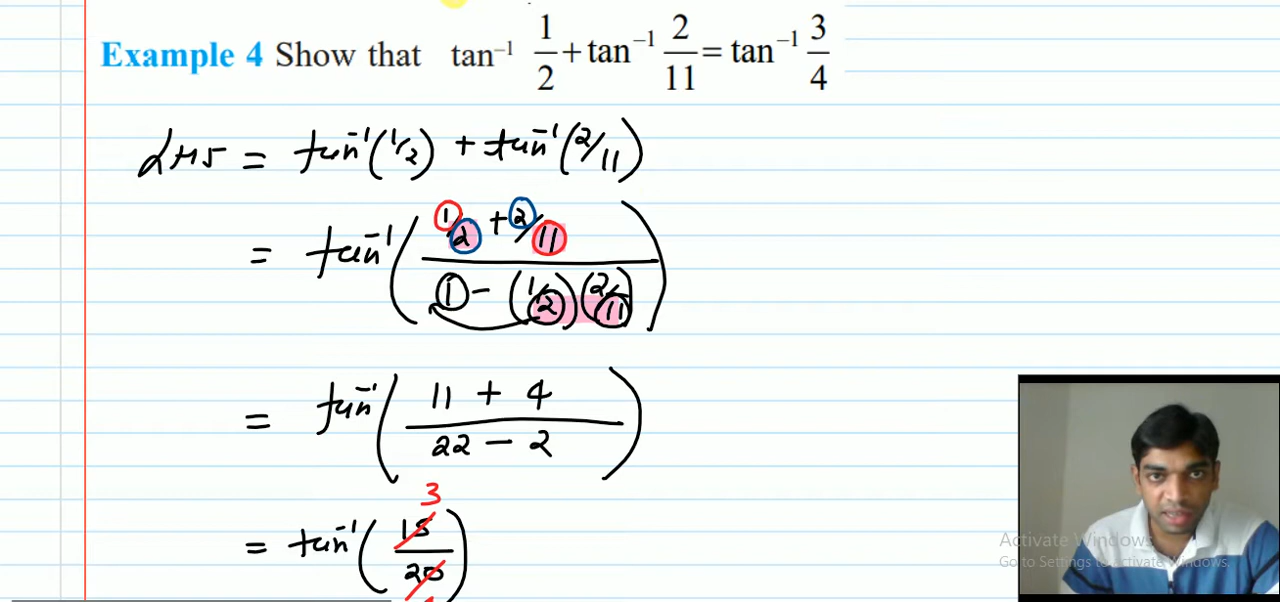 Example 4 Show that tan⁻¹ 1/2 + tan⁻¹ 2/11 = tan⁻¹ 3/4
LHS = tan⁻¹(1/2) + tan⁻¹(2/11)
= tan⁻¹((1/2 + 2/11)/(1 - (1/2)(2/11)))
= tan⁻¹((11 + 4)/(22 - 2))
3
= tan⁻¹(15/20)
Activate Windows
Go to Settings to activate Windows.